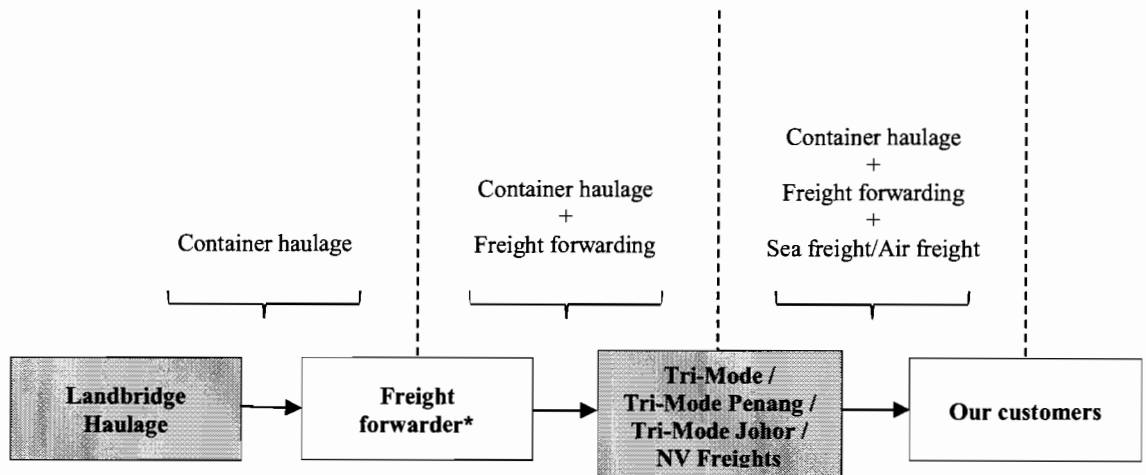 Container haulage
Container haulage
+
Freight forwarding
Container haulage
+
Freight forwarding
+
Sea freight/Air freight
Landbridge
Haulage
Freight
forwarder*
Tri-Mode /
Tri-Mode Penang /
Tri-Mode Johor /
NV Freights
Our customers